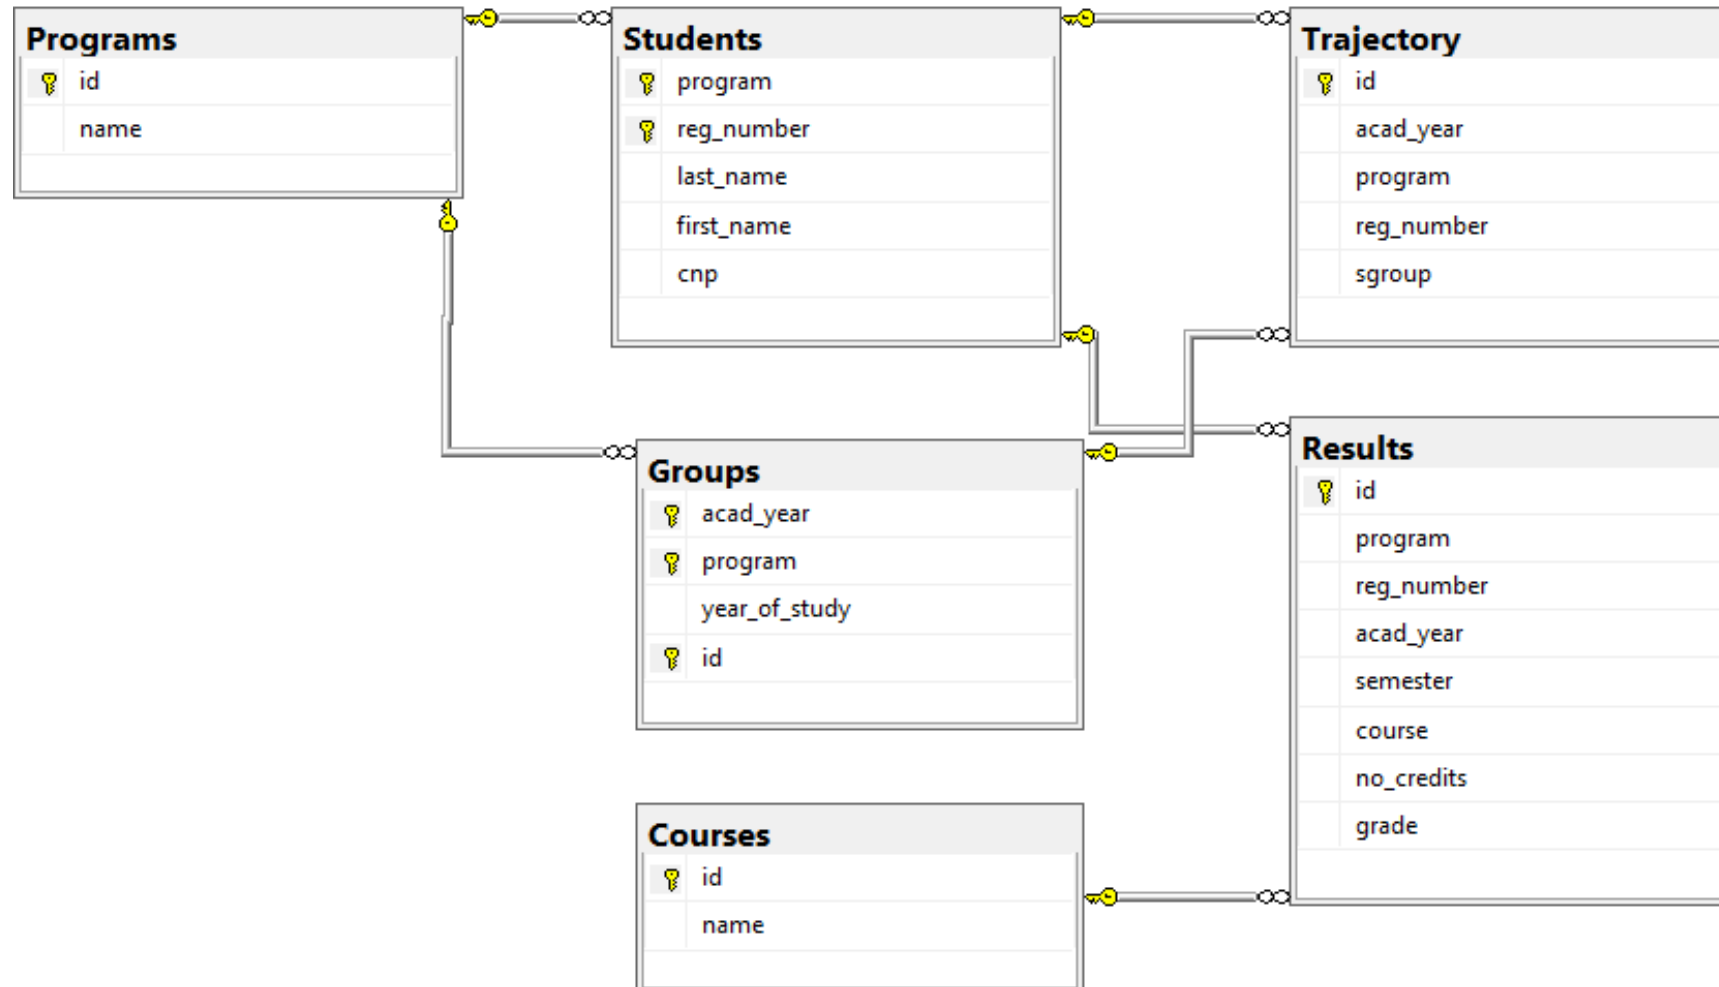 Programs
id
name
Students
program
reg_number
last_name
first_name
cnp
Trajectory
id
acad_year
program
reg_number
sgroup
Groups
acad_year
program
year_of_study
id
Results
id
program
reg_number
acad_year
semester
course
no_credits
grade
Courses
id
name